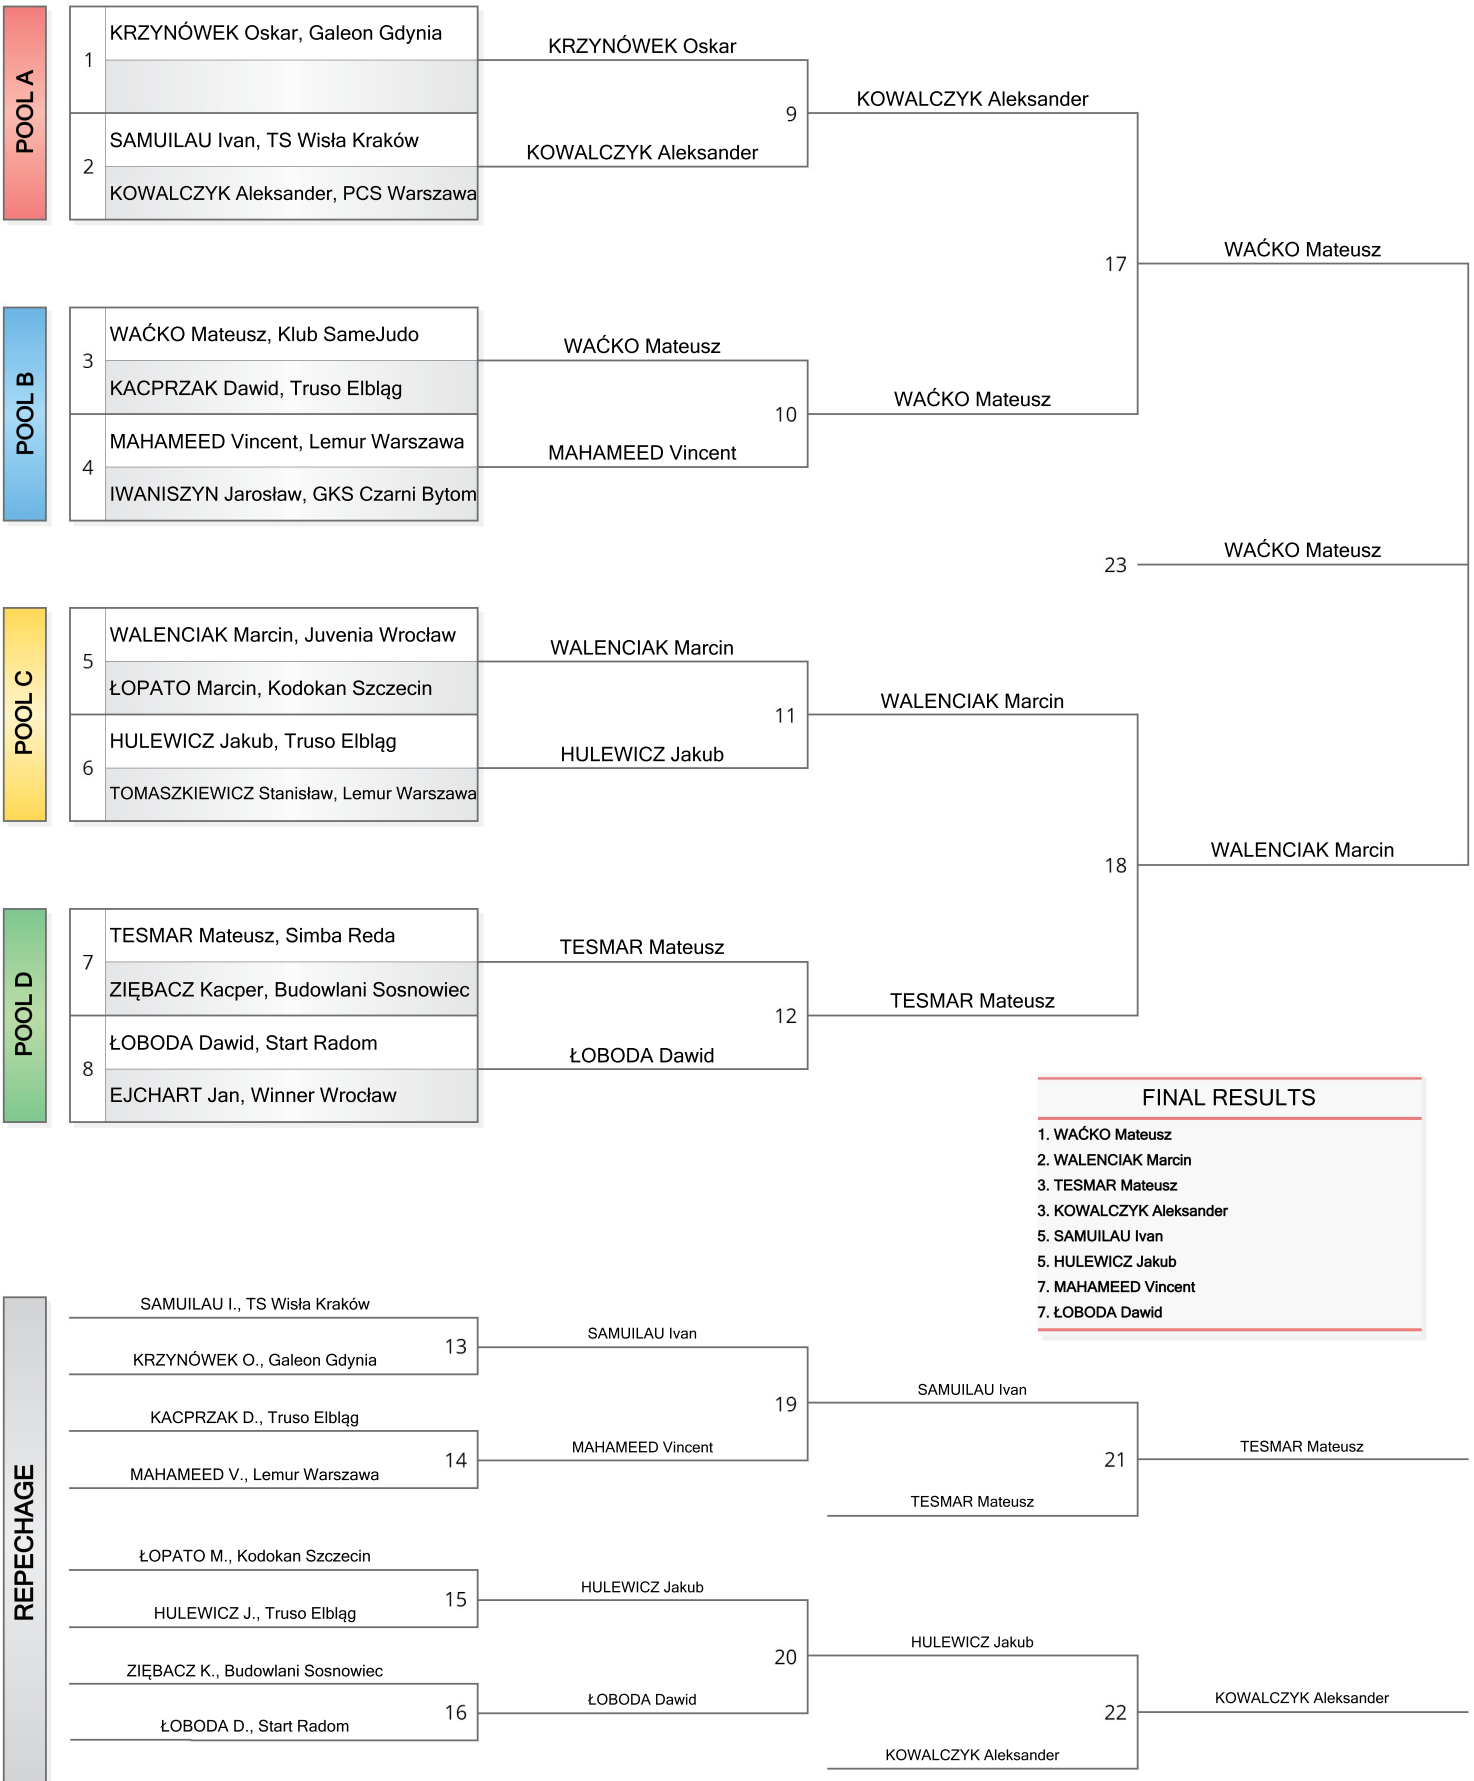 POOL A
1
KRZYNÓWEK Oskar, Galeon Gdynia
2
SAMUILAU Ivan, TS Wisła Kraków
KOWALCZYK Aleksander, PCS Warszawa
KRZYNÓWEK Oskar
9
KOWALCZYK Aleksander
KOWALCZYK Aleksander
17
WAĆKO Mateusz
POOL B
3
WAĆKO Mateusz, Klub SameJudo
KACPRZAK Dawid, Truso Elbląg
4
MAHAMEED Vincent, Lemur Warszawa
IWANISZYN Jarosław, GKS Czarni Bytom
WAĆKO Mateusz
10
MAHAMEED Vincent
WAĆKO Mateusz
23
WAĆKO Mateusz
POOL C
5
WALENCIAK Marcin, Juvenia Wrocław
ŁOPATO Marcin, Kodokan Szczecin
6
HULEWICZ Jakub, Truso Elbląg
TOMASZKIEWICZ Stanisław, Lemur Warszawa
WALENCIAK Marcin
11
HULEWICZ Jakub
WALENCIAK Marcin
18
WALENCIAK Marcin
POOL D
7
TESMAR Mateusz, Simba Reda
ZIĘBACZ Kacper, Budowlani Sosnowiec
8
ŁOBODA Dawid, Start Radom
EJCHART Jan, Winner Wrocław
TESMAR Mateusz
12
ŁOBODA Dawid
TESMAR Mateusz
FINAL RESULTS
1. WAĆKO Mateusz
2. WALENCIAK Marcin
3. TESMAR Mateusz
3. KOWALCZYK Aleksander
5. SAMUILAU Ivan
5. HULEWICZ Jakub
7. MAHAMEED Vincent
7. ŁOBODA Dawid
REPECHAGE
SAMUILAU I., TS Wisła Kraków
13
KRZYNÓWEK O., Galeon Gdynia
KACPRZAK D., Truso Elbląg
14
MAHAMEED V., Lemur Warszawa
SAMUILAU Ivan
19
MAHAMEED Vincent
SAMUILAU Ivan
21
TESMAR Mateusz
TESMAR Mateusz
ŁOPATO M., Kodokan Szczecin
15
HULEWICZ J., Truso Elbląg
ZIĘBACZ K., Budowlani Sosnowiec
16
ŁOBODA D., Start Radom
HULEWICZ Jakub
20
ŁOBODA Dawid
HULEWICZ Jakub
22
KOWALCZYK Aleksander
KOWALCZYK Aleksander